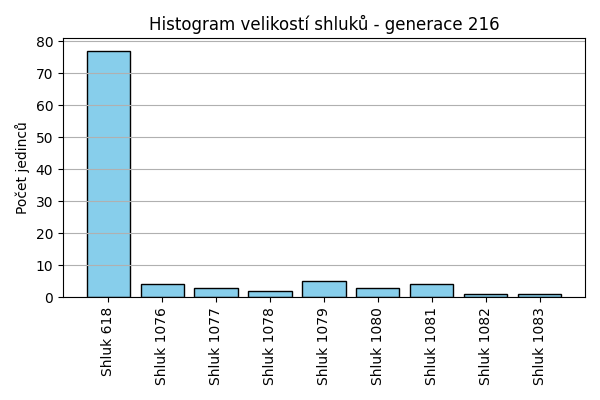 Histogram velikostí shluků - generace 216
Počet jedinců
80
70
60
50
40
30
20
10
0
Shluk 618
Shluk 1076
Shluk 1077
Shluk 1078
Shluk 1079
Shluk 1080
Shluk 1081
Shluk 1082
Shluk 1083